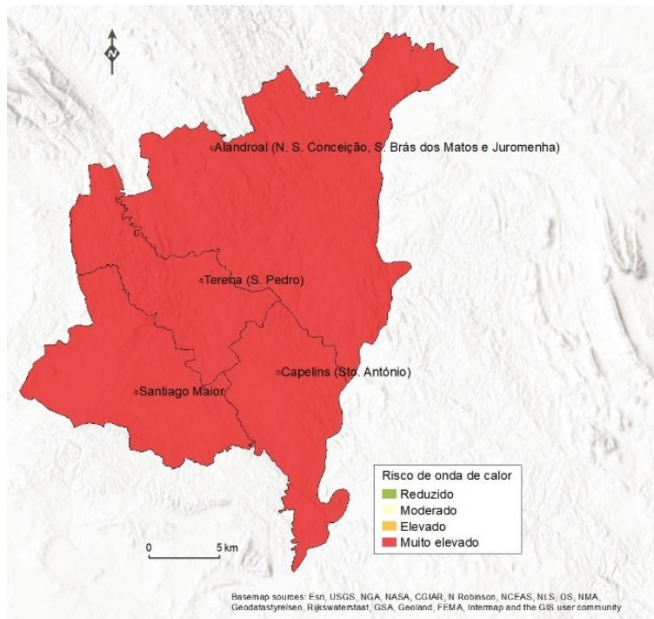 N
Alandroal (N. S. Conceição, S. Brás dos Matos e Juromenha)
Terena (S. Pedro)
Capelins (Sto. António)
Santiago Maior
Risco de onda de calor
Reduzido
Moderado
Elevado
Muito elevado
0 5 km
Basemap sources: Esri, USGS, NGA, NASA, CGIAR, N Robinson, NCEAS, NLS, OS, NMA,
Geodatastyrelsen, Rijkswaterstaat, GSA, Geoland, FEMA, Intermap and the GIS user community